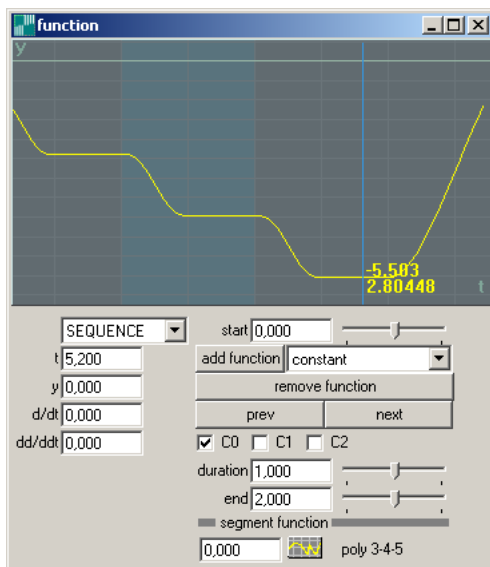 function
y
-5.503
2.80448
t
SEQUENCE
start 0,000
t 5,200
add function constant
y 0,000
remove function
d/dt 0,000
prev next
dd/ddt 0,000
C0 C1 C2
duration 1,000
end 2,000
segment function
0,000 poly 3-4-5